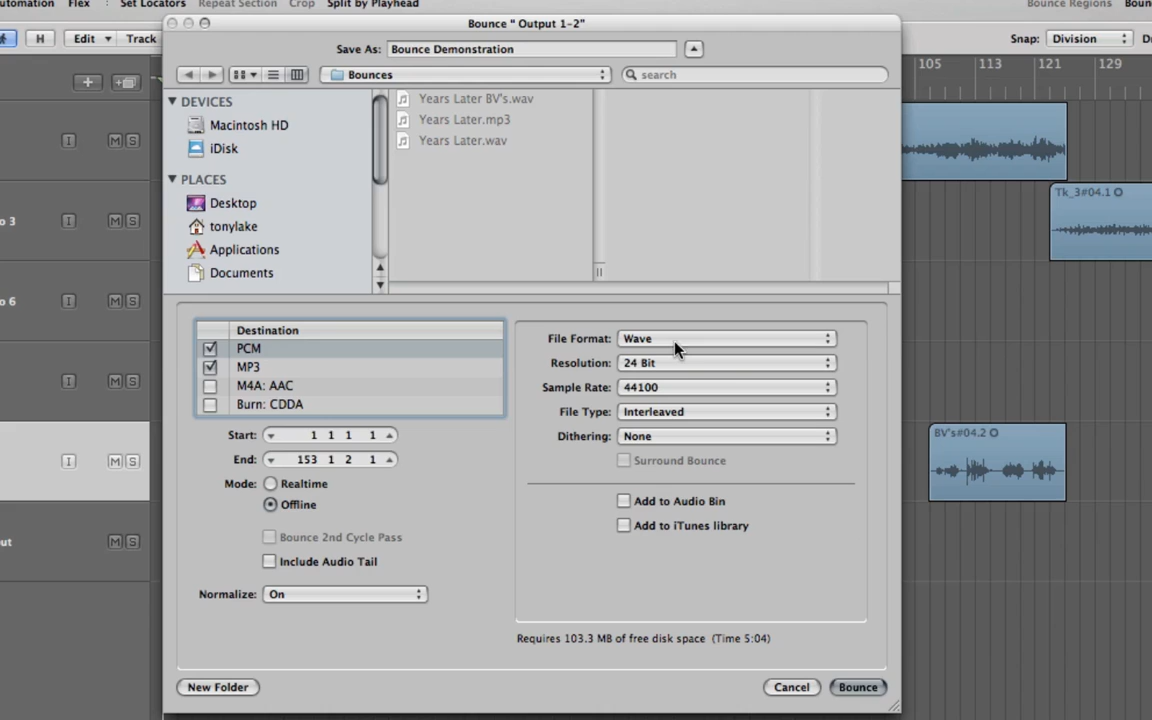 utomation Flex Set Locators Repeat Section Crop Split by Playhead Bounce Regions Boun
Bounce " Output 1-2"
H Edit Track Snap: Division D
Save As: Bounce Demonstration
Bounces search
105 113 121 129
DEVICES
Macintosh HD
iDisk
PLACES
Desktop
tonylake
Applications
Documents
Years Later BV's.wav
Years Later.mp3
Years Later.wav
I M S
Tk_3#04.1
o 3 I M S
o 6 I M S
I M S
I M S
ut I M S
BV's#04.2
Destination
PCM
MP3
M4A: AAC
Burn: CDDA
Start: 1 1 1 1
End: 153 1 2 1
Mode: Realtime
Offline
Bounce 2nd Cycle Pass
Include Audio Tail
Normalize: On
File Format: Wave
Resolution: 24 Bit
Sample Rate: 44100
File Type: Interleaved
Dithering: None
Surround Bounce
Add to Audio Bin
Add to iTunes library
Requires 103.3 MB of free disk space (Time 5:04)
New Folder Cancel Bounce